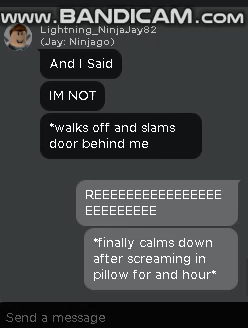 www.BANDICAM.com
Lightning_NinjaJay82
(Jay: Ninjago)
And I Said
IM NOT
*walks off and slams
door behind me
REEEEEEEEEEEEEEEE
EEEEEEEEE
*finally calms down
after screaming in
pillow for and hour*
Send a message